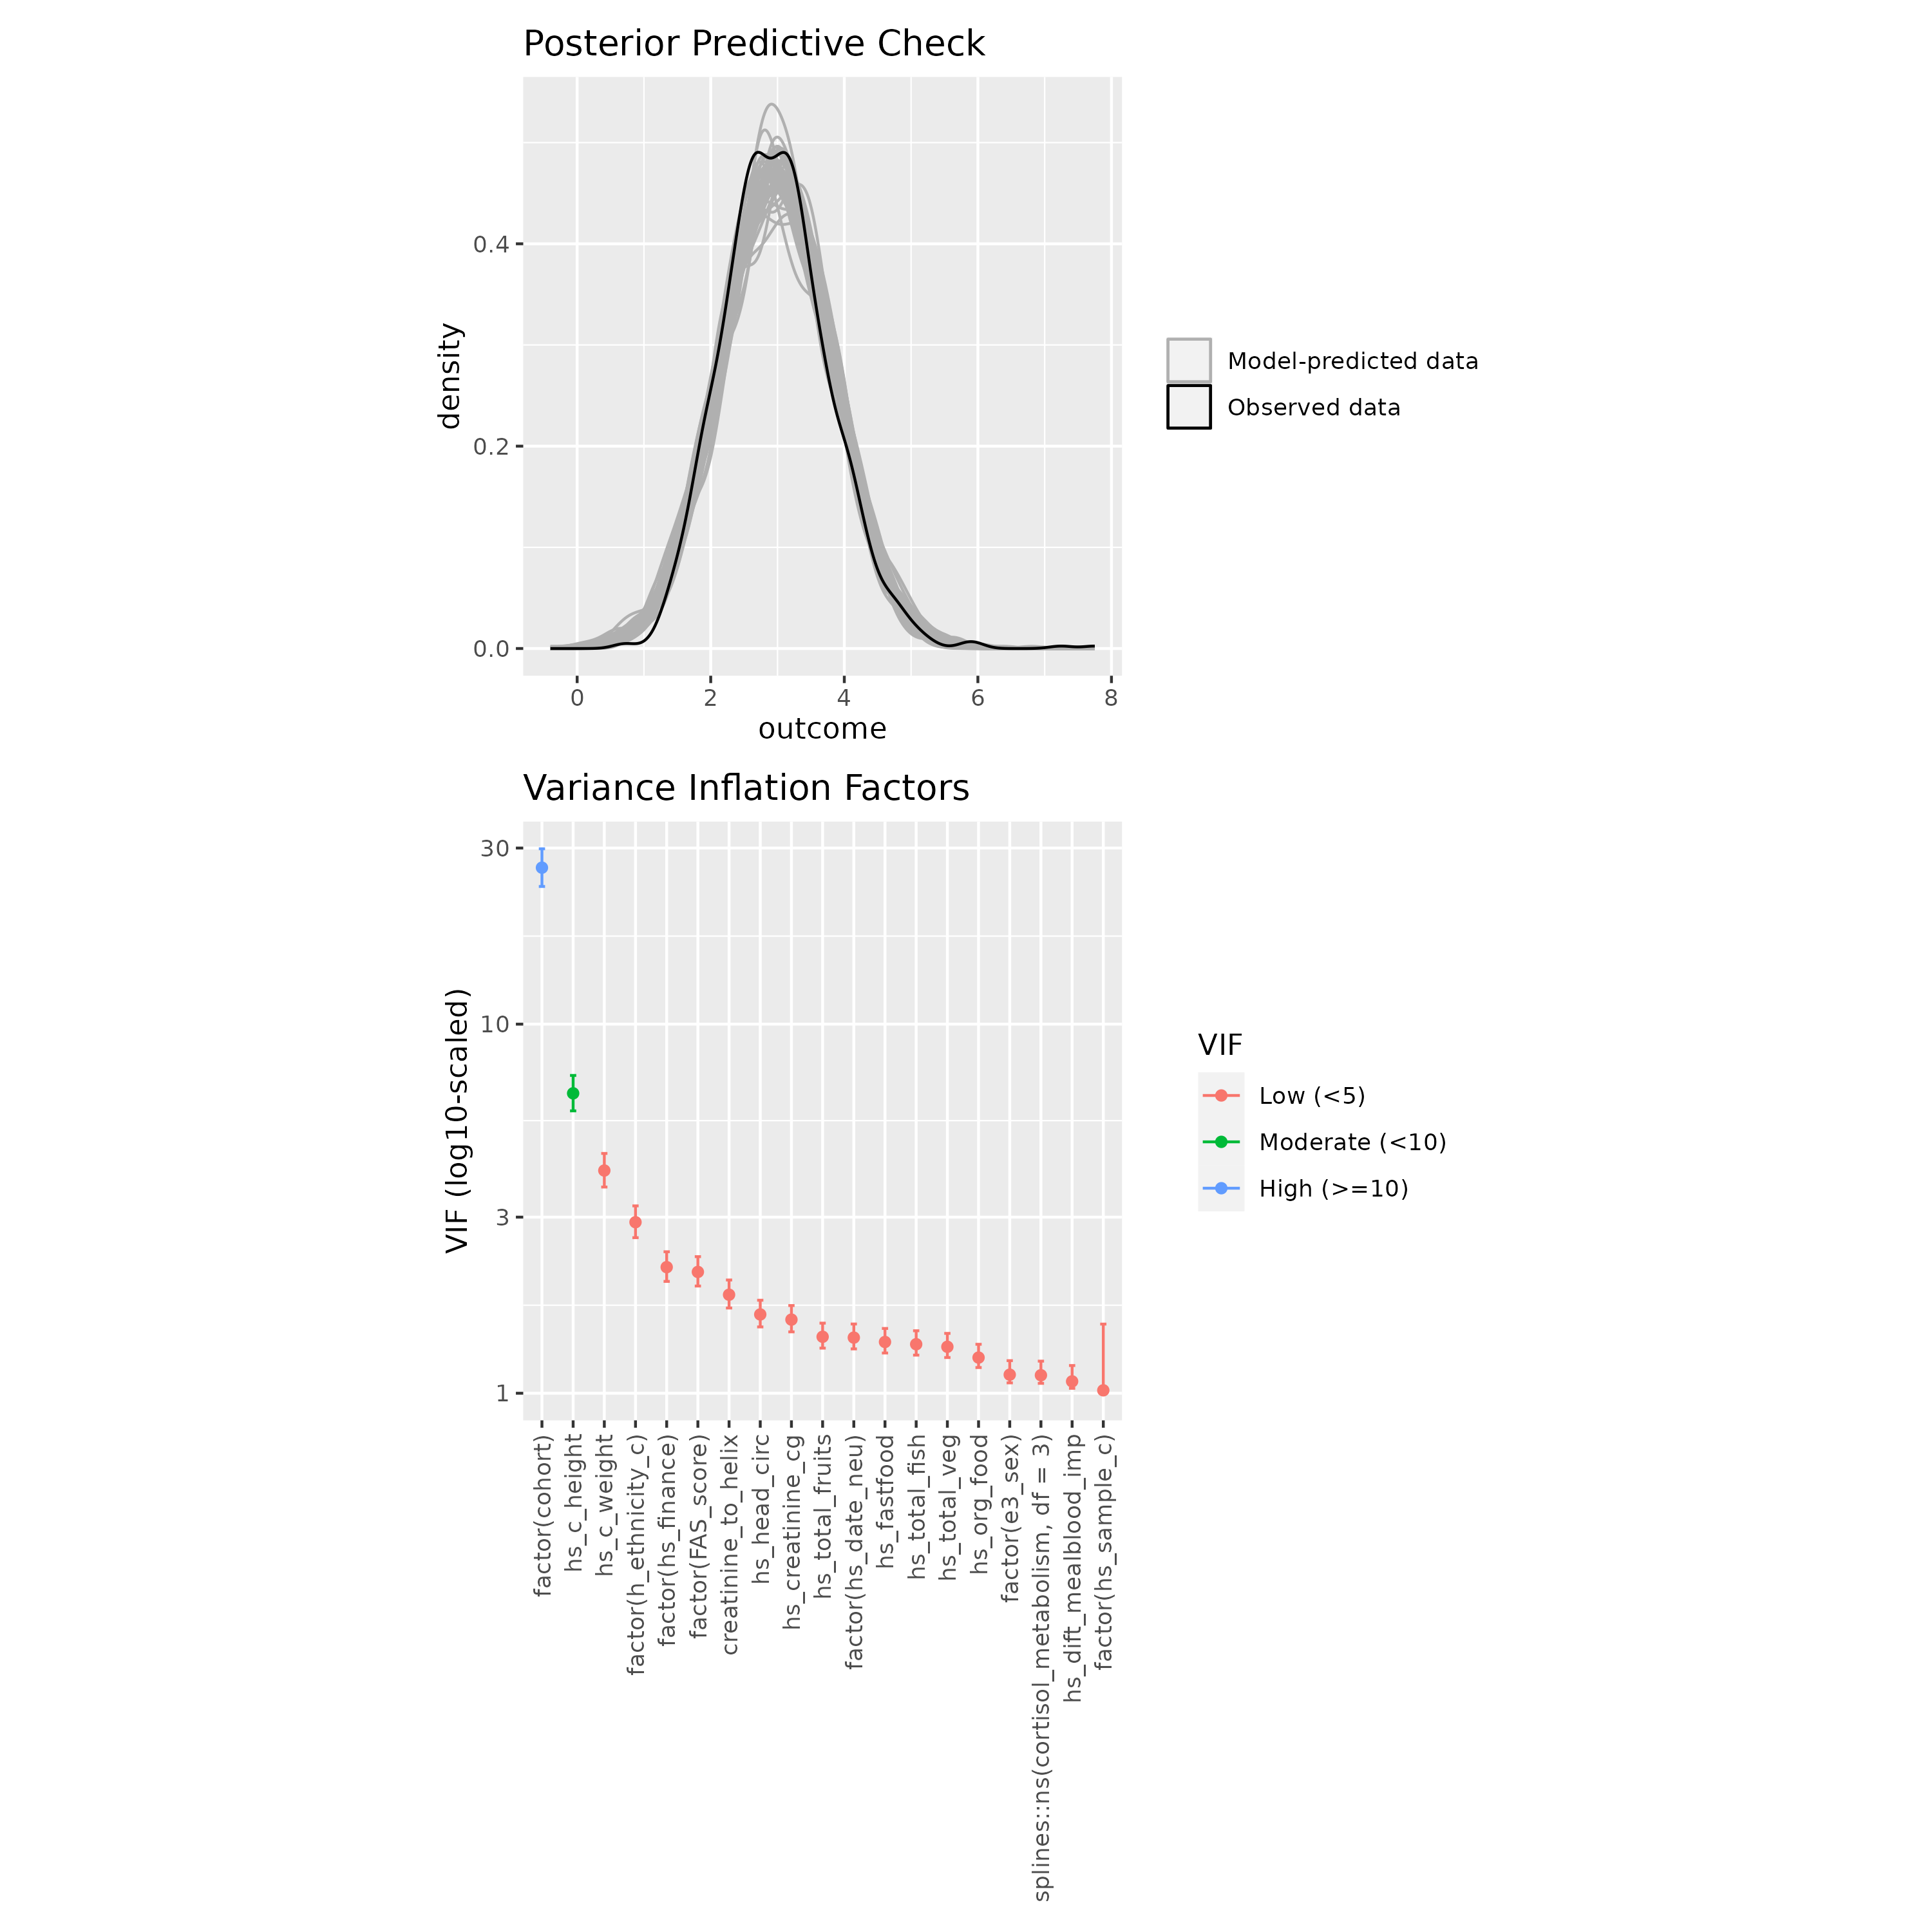 Posterior Predictive Check
density
0.4
0.2
0.0
0 2 4 6 8
outcome
Model-predicted data
Observed data
Variance Inflation Factors
VIF (log10-scaled)
30
10
3
1
factor(cohort)
hs_c_height
hs_c_weight
factor(h_ethnicity_c)
factor(hs_finance)
factor(FAS_score)
creatinine_to_helix
hs_head_circ
hs_creatinine_cg
hs_total_fruits
factor(hs_date_neu)
hs_fastfood
hs_total_fish
hs_total_veg
hs_org_food
factor(e3_sex)
splines::ns(cortisol_metabolism, df = 3)
hs_dift_mealblood_imp
factor(hs_sample_c)
VIF
Low (<5)
Moderate (<10)
High (>=10)